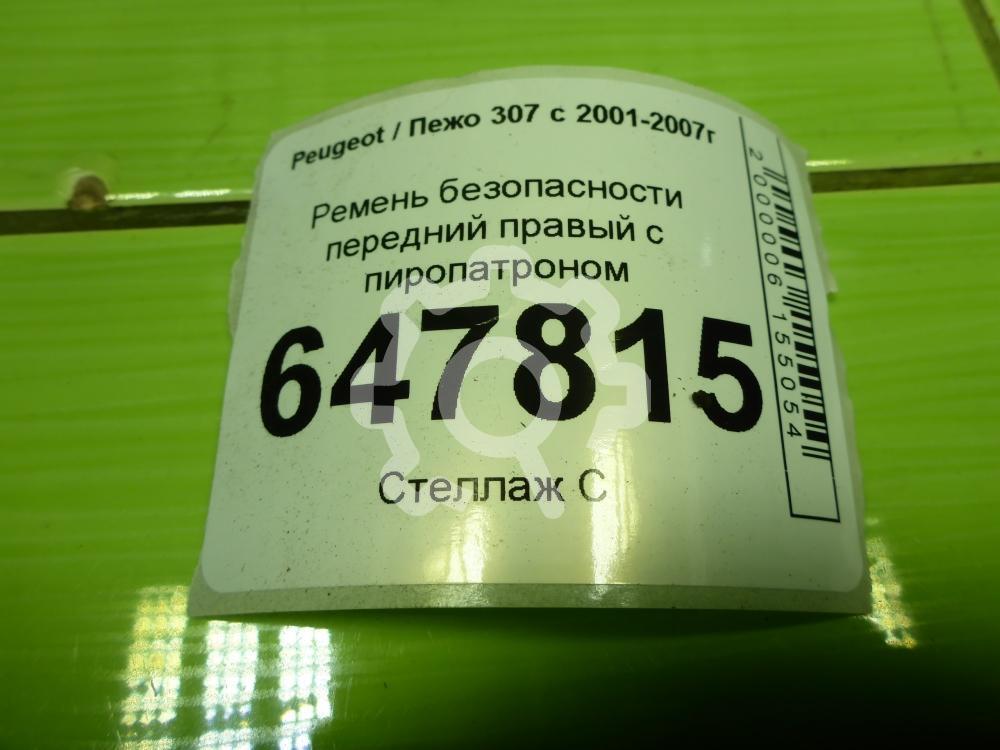 Peugeot / Пежо 307 с 2001-2007г
Ремень безопасности
передний правый с
пиропатроном
647815
Стеллаж С
2000006155054